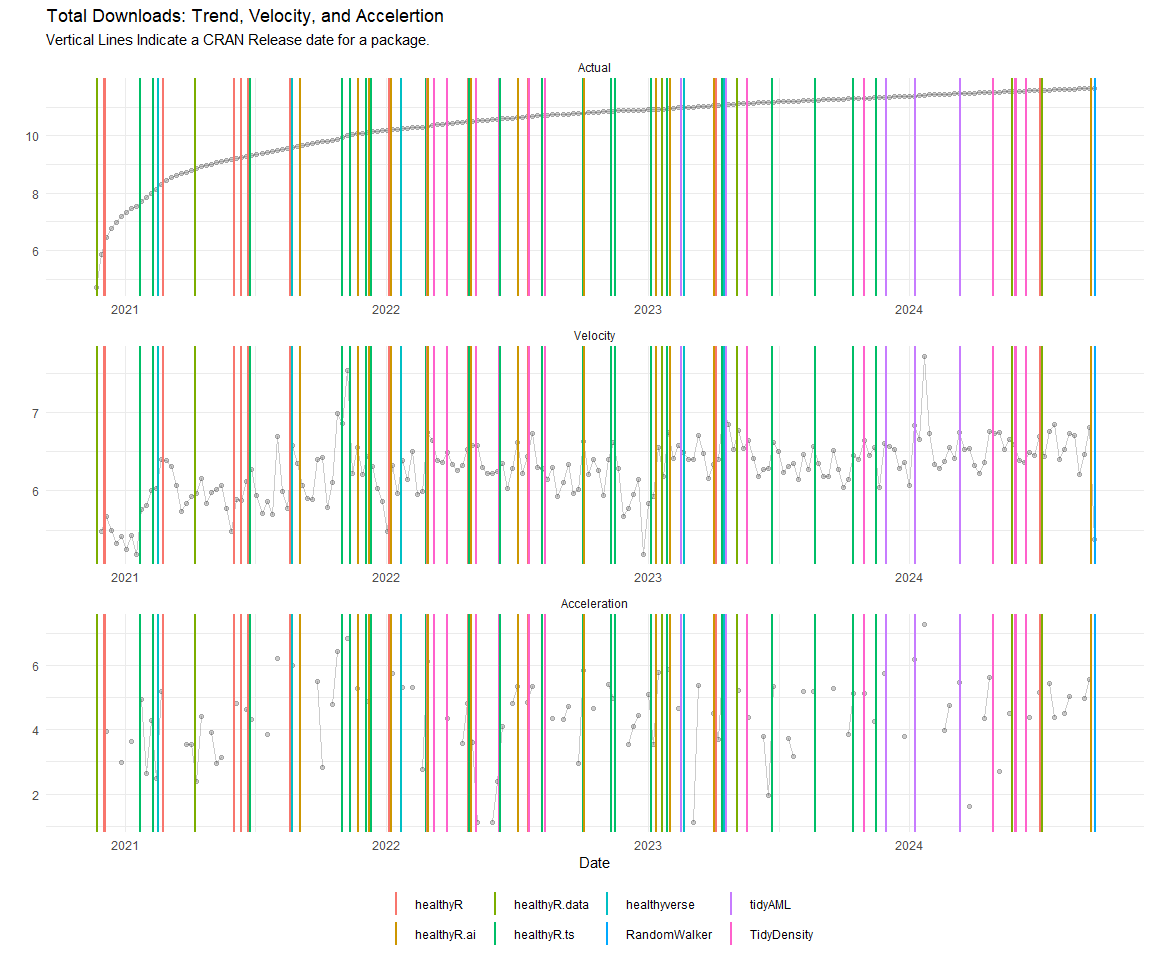 Total Downloads: Trend, Velocity, and Accelertion
Vertical Lines Indicate a CRAN Release date for a package.
Actual
10
8
6
2021 2022 2023 2024
Velocity
7
6
2021 2022 2023 2024
Acceleration
6
4
2
2021 2022 2023 2024
Date
healthyR healthyR.data healthyverse tidyAML
healthyR.ai healthyR.ts RandomWalker TidyDensity